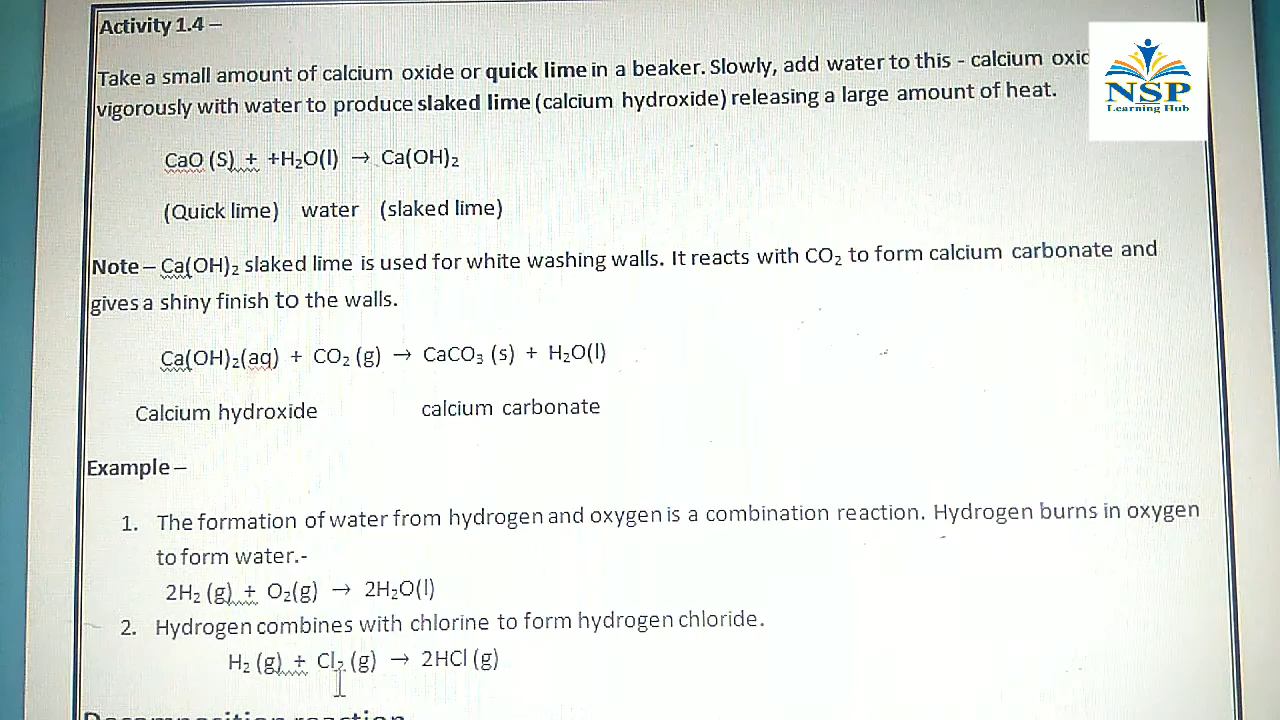 Activity 1.4 –
Take a small amount of calcium oxide or quick lime in a beaker. Slowly, add water to this - calcium
vigorously with water to produce slaked lime (calcium hydroxide) releasing a large amount of heat.
CaO (S) + +H₂O(l) → Ca(OH)₂
(Quick lime) water (slaked lime)
Note – Ca(OH)₂ slaked lime is used for white washing walls. It reacts with CO₂ to form calcium carbonate and
gives a shiny finish to the walls.
Ca(OH)₂(aq) + CO₂ (g) → CaCO₃ (s) + H₂O(l)
Calcium hydroxide calcium carbonate
Example –
1. The formation of water from hydrogen and oxygen is a combination reaction. Hydrogen burns in oxygen
to form water.-
2H₂ (g) + O₂(g) → 2H₂O(l)
2. Hydrogen combines with chlorine to form hydrogen chloride.
H₂ (g) + Cl₂ (g) → 2HCl (g)
NSP
Learning Hub